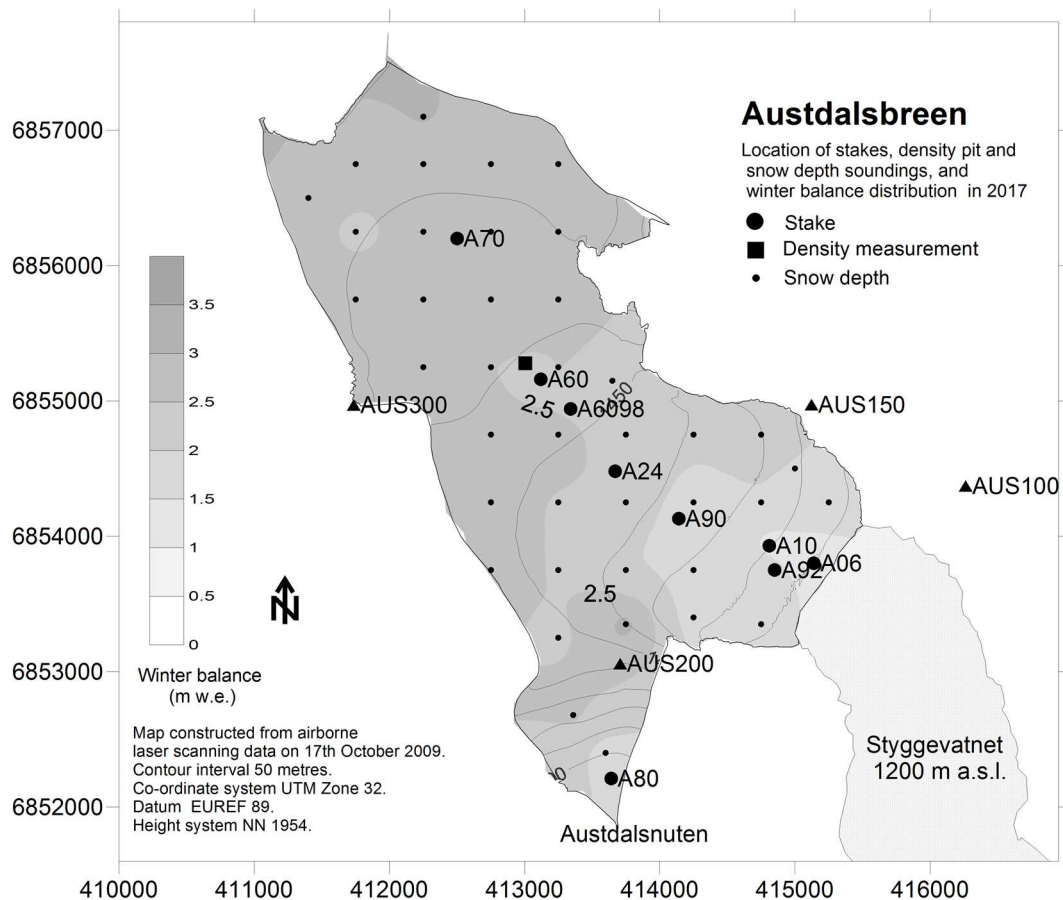 Austdalsbreen
Location of stakes, density pit and
snow depth soundings, and
winter balance distribution in 2017
Stake
Density measurement
Snow depth
6857000
6856000
6855000
6854000
6853000
6852000
3.5
3
2.5
2
1.5
1
0.5
0
Winter balance
(m w.e.)
A70
A60
2.5
A6098
AUS300
AUS150
A24
AUS100
A90
A10
A92
A06
2.5
AUS200
A80
N
Map constructed from airborne
laser scanning data on 17th October 2009.
Contour interval 50 metres.
Co-ordinate system UTM Zone 32.
Datum EUREF 89.
Height system NN 1954.
Styggevatnet
1200 m a.s.l.
Austdalsnuten
410000 411000 412000 413000 414000 415000 416000